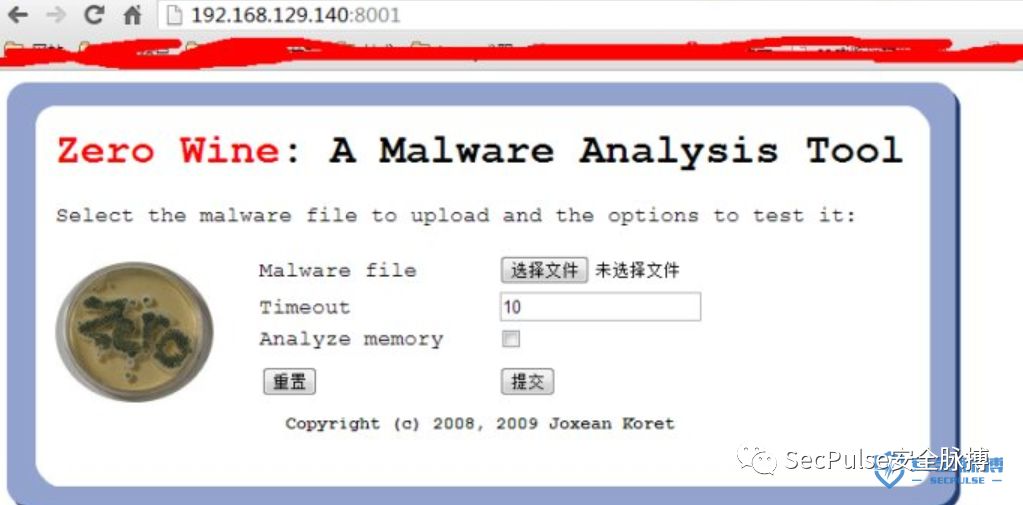 192.168.129.140:8001
Zero Wine: A Malware Analysis Tool
Select the malware file to upload and the options to test it:
Zero
Malware file 选择文件 未选择文件
Timeout 10
Analyze memory
重置 提交
Copyright (c) 2008, 2009 Joxean Koret
SecPulse安全脉搏
SECPULSE